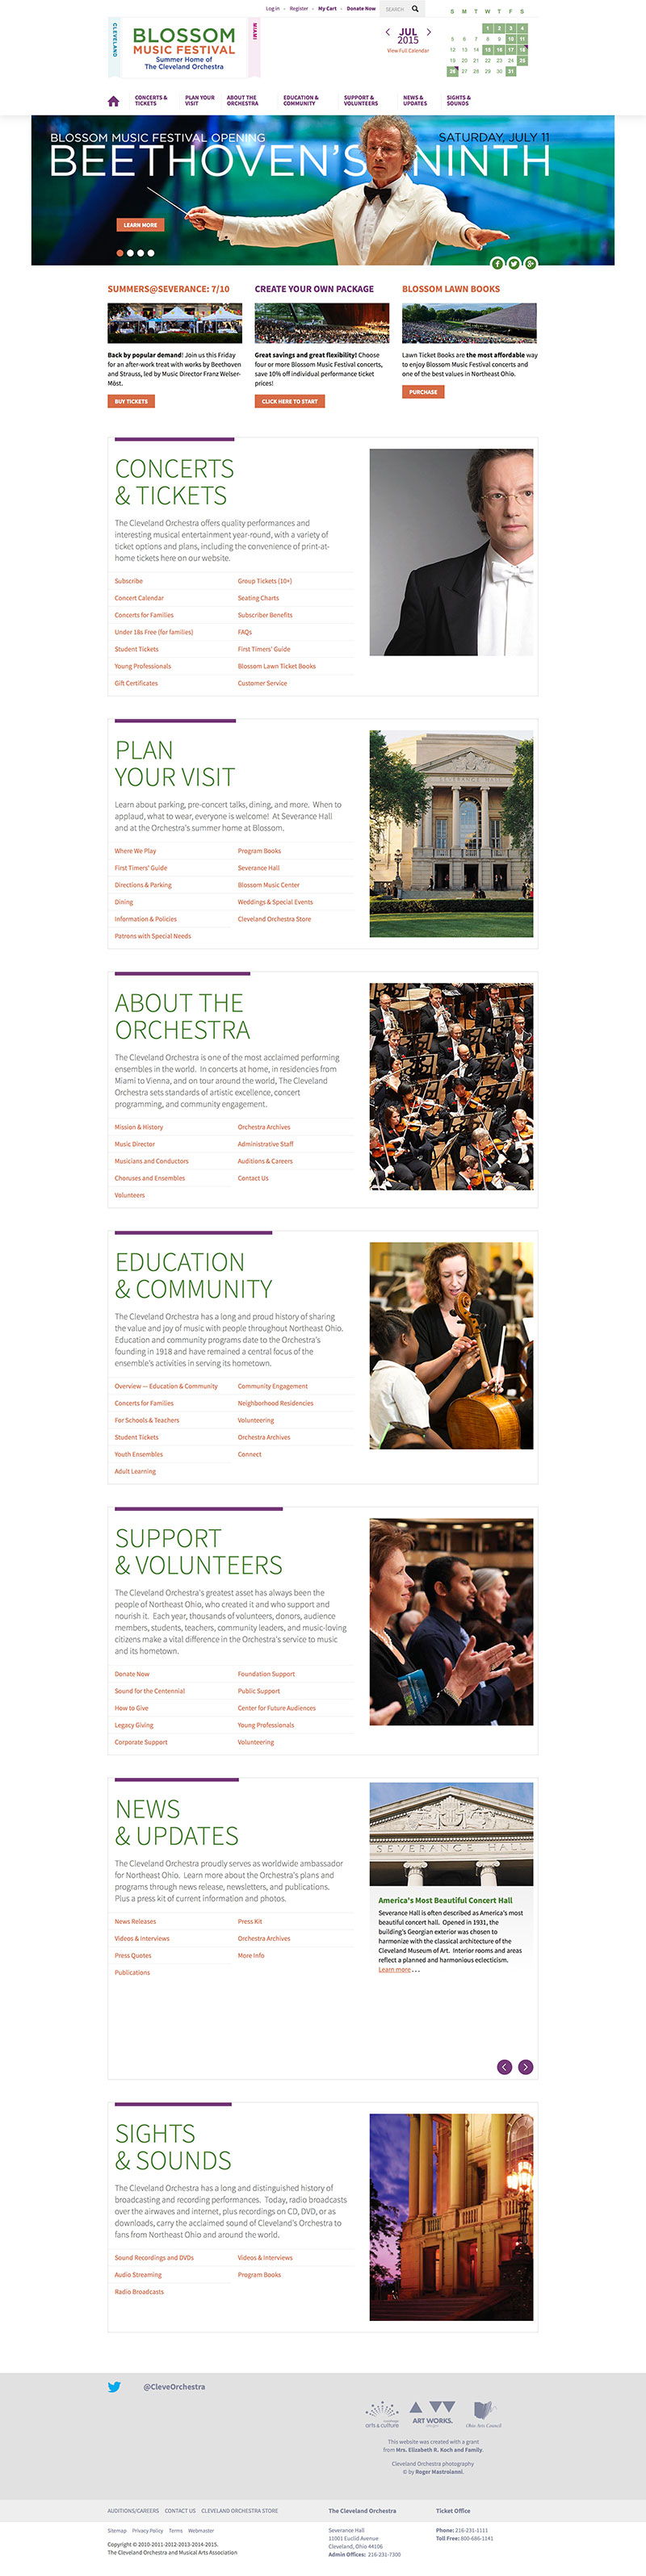 Log in • Register • My Cart • Donate Now
SEARCH
CLEVELAND
BLOSSOM
MUSIC FESTIVAL
Summer Home of
The Cleveland Orchestra
MIAMI
JUL
2015
View Full Calendar
S M T W T F S
1 2 3 4
5 6 7 8 9 10 11
12 13 14 15 16 17 18
19 20 21 22 23 24 25
26 27 28 29 30 31
CONCERTS &
TICKETS
PLAN YOUR
VISIT
ABOUT THE
ORCHESTRA
EDUCATION &
COMMUNITY
SUPPORT &
VOLUNTEERS
NEWS &
UPDATES
SIGHTS &
SOUNDS
BLOSSOM MUSIC FESTIVAL OPENING
SATURDAY, JULY 11
BEETHOVEN'S NINTH
LEARN MORE
SUMMERS@SEVERANCE: 7/10
Back by popular demand! Join us this Friday
for an after-work treat with works by Beethoven
and Strauss, led by Music Director Franz Welser-
Möst.
BUY TICKETS
CREATE YOUR OWN PACKAGE
Great savings and great flexibility! Choose
four or more Blossom Music Festival concerts,
save 10% off individual performance ticket
prices!
CLICK HERE TO START
BLOSSOM LAWN BOOKS
Lawn Ticket Books are the most affordable way
to enjoy Blossom Music Festival concerts and
one of the best values in Northeast Ohio.
PURCHASE
CONCERTS
& TICKETS
The Cleveland Orchestra offers quality performances and
interesting musical entertainment year-round, with a variety of
ticket options and plans, including the convenience of print-at-
home tickets here on our website.
Subscribe
Group Tickets (10+)
Concert Calendar
Seating Charts
Concerts for Families
Subscriber Benefits
Under 18s Free (for families)
FAQs
Student Tickets
First Timers' Guide
Young Professionals
Blossom Lawn Ticket Books
Gift Certificates
Customer Service
PLAN
YOUR VISIT
Learn about parking, pre-concert talks, dining, and more. When to
applaud, what to wear, everyone is welcome! At Severance Hall
and at the Orchestra's summer home at Blossom.
Where We Play
Program Books
First Timers' Guide
Severance Hall
Directions & Parking
Blossom Music Center
Dining
Weddings & Special Events
Information & Policies
Cleveland Orchestra Store
Patrons with Special Needs
SEVERANCE HALL
ABOUT THE
ORCHESTRA
The Cleveland Orchestra is one of the most acclaimed performing
ensembles in the world. In concerts at home, in residencies from
Miami to Vienna, and on tour around the world, The Cleveland
Orchestra sets standards of artistic excellence, concert
programming, and community engagement.
Mission & History
Orchestra Archives
Music Director
Administrative Staff
Musicians and Conductors
Auditions & Careers
Choruses and Ensembles
Contact Us
Volunteers
EDUCATION
& COMMUNITY
The Cleveland Orchestra has a long and proud history of sharing
the value and joy of music with people throughout Northeast Ohio.
Education and community programs date to the Orchestra's
founding in 1918 and have remained a central focus of the
ensemble's activities in serving its hometown.
Overview — Education & Community
Community Engagement
Concerts for Families
Neighborhood Residencies
For Schools & Teachers
Volunteering
Student Tickets
Orchestra Archives
Youth Ensembles
Connect
Adult Learning
SUPPORT
& VOLUNTEERS
The Cleveland Orchestra's greatest asset has always been the
people of Northeast Ohio, who created it and who support and
nourish it. Each year, thousands of volunteers, donors, audience
members, students, teachers, community leaders, and music-loving
citizens make a vital difference in the Orchestra's service to music
and its hometown.
Donate Now
Foundation Support
Sound for the Centennial
Public Support
How to Give
Center for Future Audiences
Legacy Giving
Young Professionals
Corporate Support
Volunteering
NEWS
& UPDATES
The Cleveland Orchestra proudly serves as worldwide ambassador
for Northeast Ohio. Learn more about the Orchestra's plans and
programs through news release, newsletters, and publications.
Plus a press kit of current information and photos.
News Releases
Press Kit
Videos & Interviews
Orchestra Archives
Press Quotes
More Info
Publications
SEVERANCE HALL
America's Most Beautiful Concert Hall
Severance Hall is often described as America's most
beautiful concert hall. Opened in 1931, the
building's Georgian exterior was chosen to
harmonize with the classical architecture of the
Cleveland Museum of Art. Interior rooms and areas
reflect a planned and harmonious eclecticism.
Learn more . . .
SIGHTS
& SOUNDS
The Cleveland Orchestra has a long and distinguished history of
broadcasting and recording performances. Today, radio broadcasts
over the airwaves and internet, plus recordings on CD, DVD, or as
downloads, carry the acclaimed sound of Cleveland's Orchestra to
fans from Northeast Ohio and around the world.
Sound Recordings and DVDs
Videos & Interviews
Audio Streaming
Program Books
Radio Broadcasts
@CleveOrchestra
arts & culture
ART WORKS.
Ohio Arts Council
This website was created with a grant
from Mrs. Elizabeth R. Koch and Family.
Cleveland Orchestra photography
© by Roger Mastroianni.
AUDITIONS/CAREERS CONTACT US CLEVELAND ORCHESTRA STORE
The Cleveland Orchestra
Ticket Office
Sitemap Privacy Policy Terms Webmaster
Copyright © 2010-2011-2012-2013-2014-2015.
The Cleveland Orchestra and Musical Arts Association
Severance Hall
11001 Euclid Avenue
Cleveland, Ohio 44106
Admin Offices: 216-231-7300
Phone: 216-231-1111
Toll Free: 800-686-1141